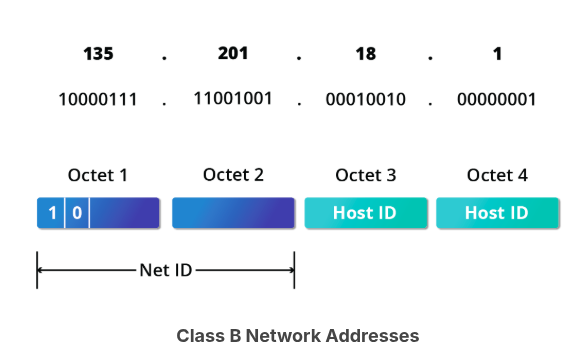 135 . 201 . 18 . 1
10000111 . 11001001 . 00010010 . 00000001
Octet 1 Octet 2 Octet 3 Octet 4
1 0 Host ID Host ID
Net ID
Class B Network Addresses